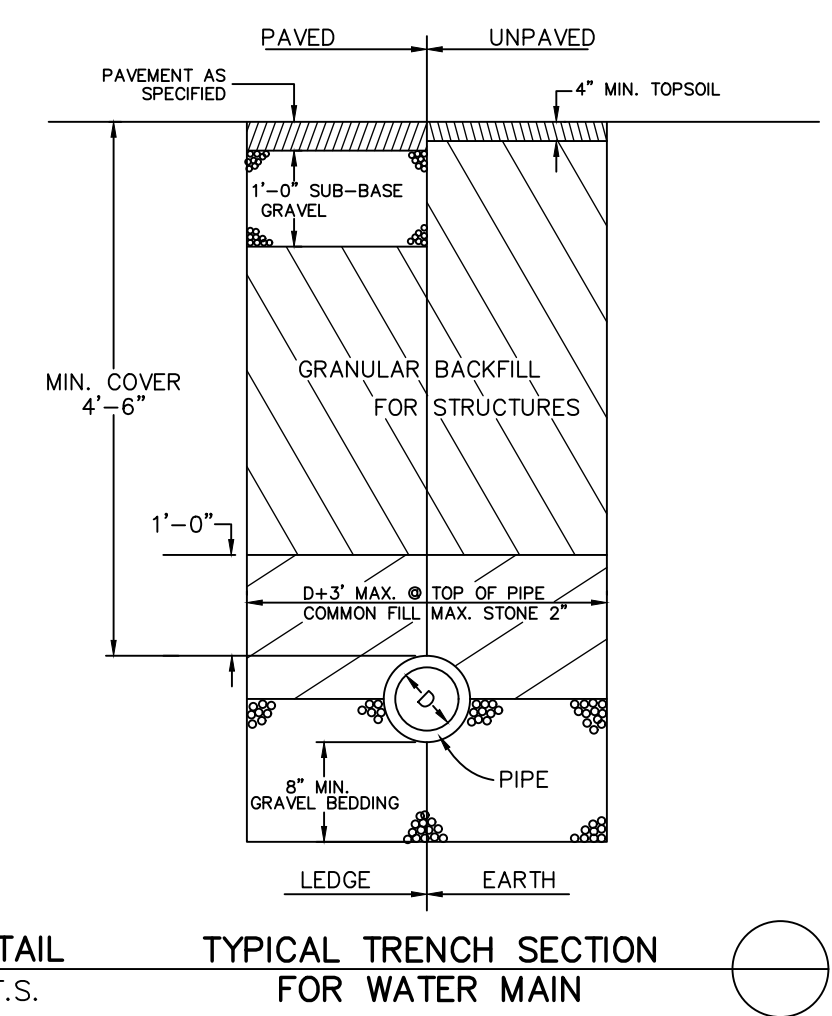 PAVED
UNPAVED
PAVEMENT AS
SPECIFIED
4" MIN. TOPSOIL
1'-0" SUB-BASE
GRAVEL
GRANULAR BACKFILL
FOR STRUCTURES
MIN. COVER
4'-6"
1'-0"
D+3' MAX. @ TOP OF PIPE
COMMON FILL MAX. STONE 2"
D
PIPE
8" MIN.
GRAVEL BEDDING
LEDGE
EARTH
TAIL
T.S.
TYPICAL TRENCH SECTION
FOR WATER MAIN